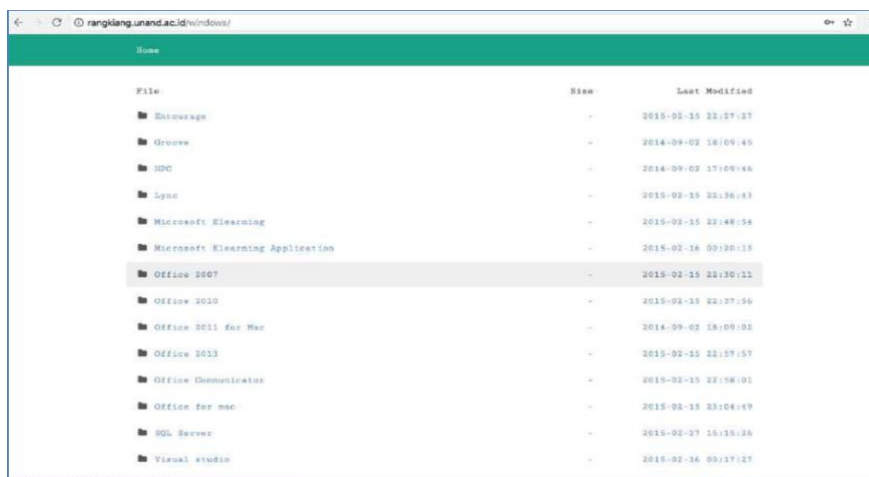 rangkiang.unand.ac.id/windows/
Home
File Size Last Modified
Entourage - 2015-02-15 22:27:27
Groove - 2014-09-02 18:09:45
HPC - 2014-09-02 17:09:46
Lync - 2015-02-15 22:36:43
Microsoft Elearning - 2015-02-15 22:48:54
Microsoft Elearning Application - 2015-02-16 00:20:15
Office 2007 - 2015-02-15 22:30:11
Office 2010 - 2015-02-15 22:37:56
Office 2011 for Mac - 2014-09-02 18:09:02
Office 2013 - 2015-02-15 22:57:57
Office Communicator - 2015-02-15 22:58:01
Office for mac - 2015-02-15 23:04:49
SQL Server - 2015-02-27 15:15:26
Visual studio - 2015-02-16 00:17:27